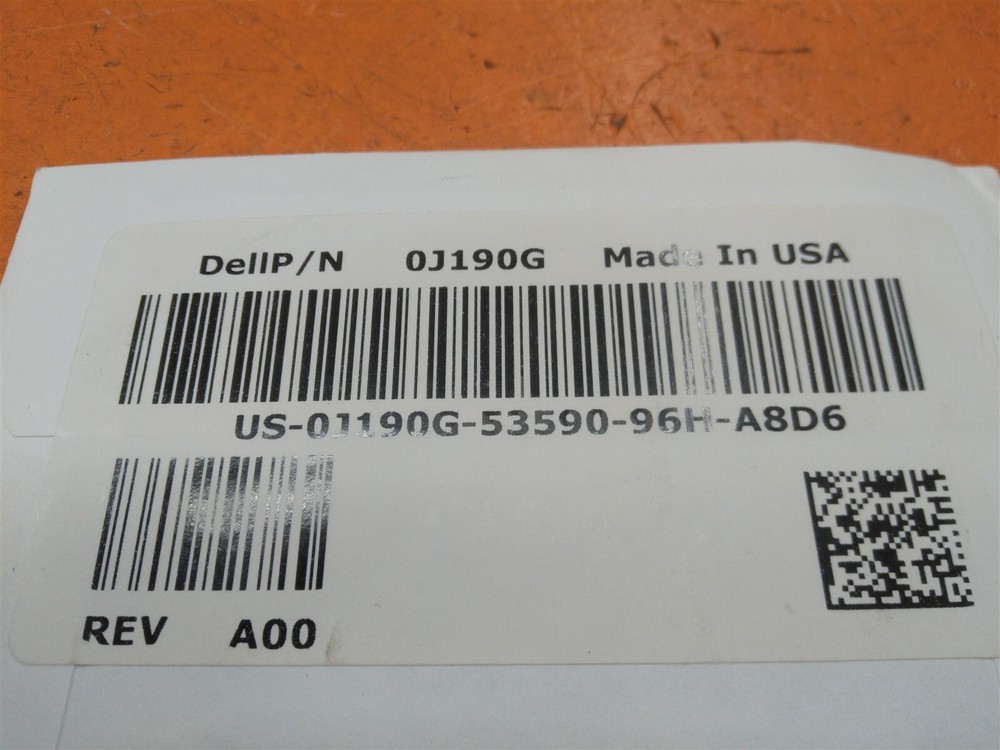 DellP/N 0J190G Made In USA
US-0J190G-53590-96H-A8D6
REV A00